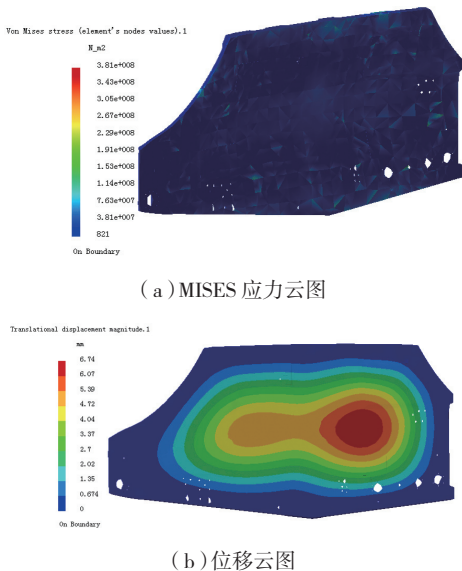 Von Mises stress (element's nodes values).1
N_m2
3.81e+008
3.43e+008
3.05e+008
2.67e+008
2.29e+008
1.91e+008
1.53e+008
1.14e+008
7.63e+007
3.81e+007
821
On Boundary
(a)MISES 应力云图
Translational displacement magnitude.1
mm
6.74
6.07
5.39
4.72
4.04
3.37
2.7
2.02
1.35
0.674
0
On Boundary
(b)位移云图